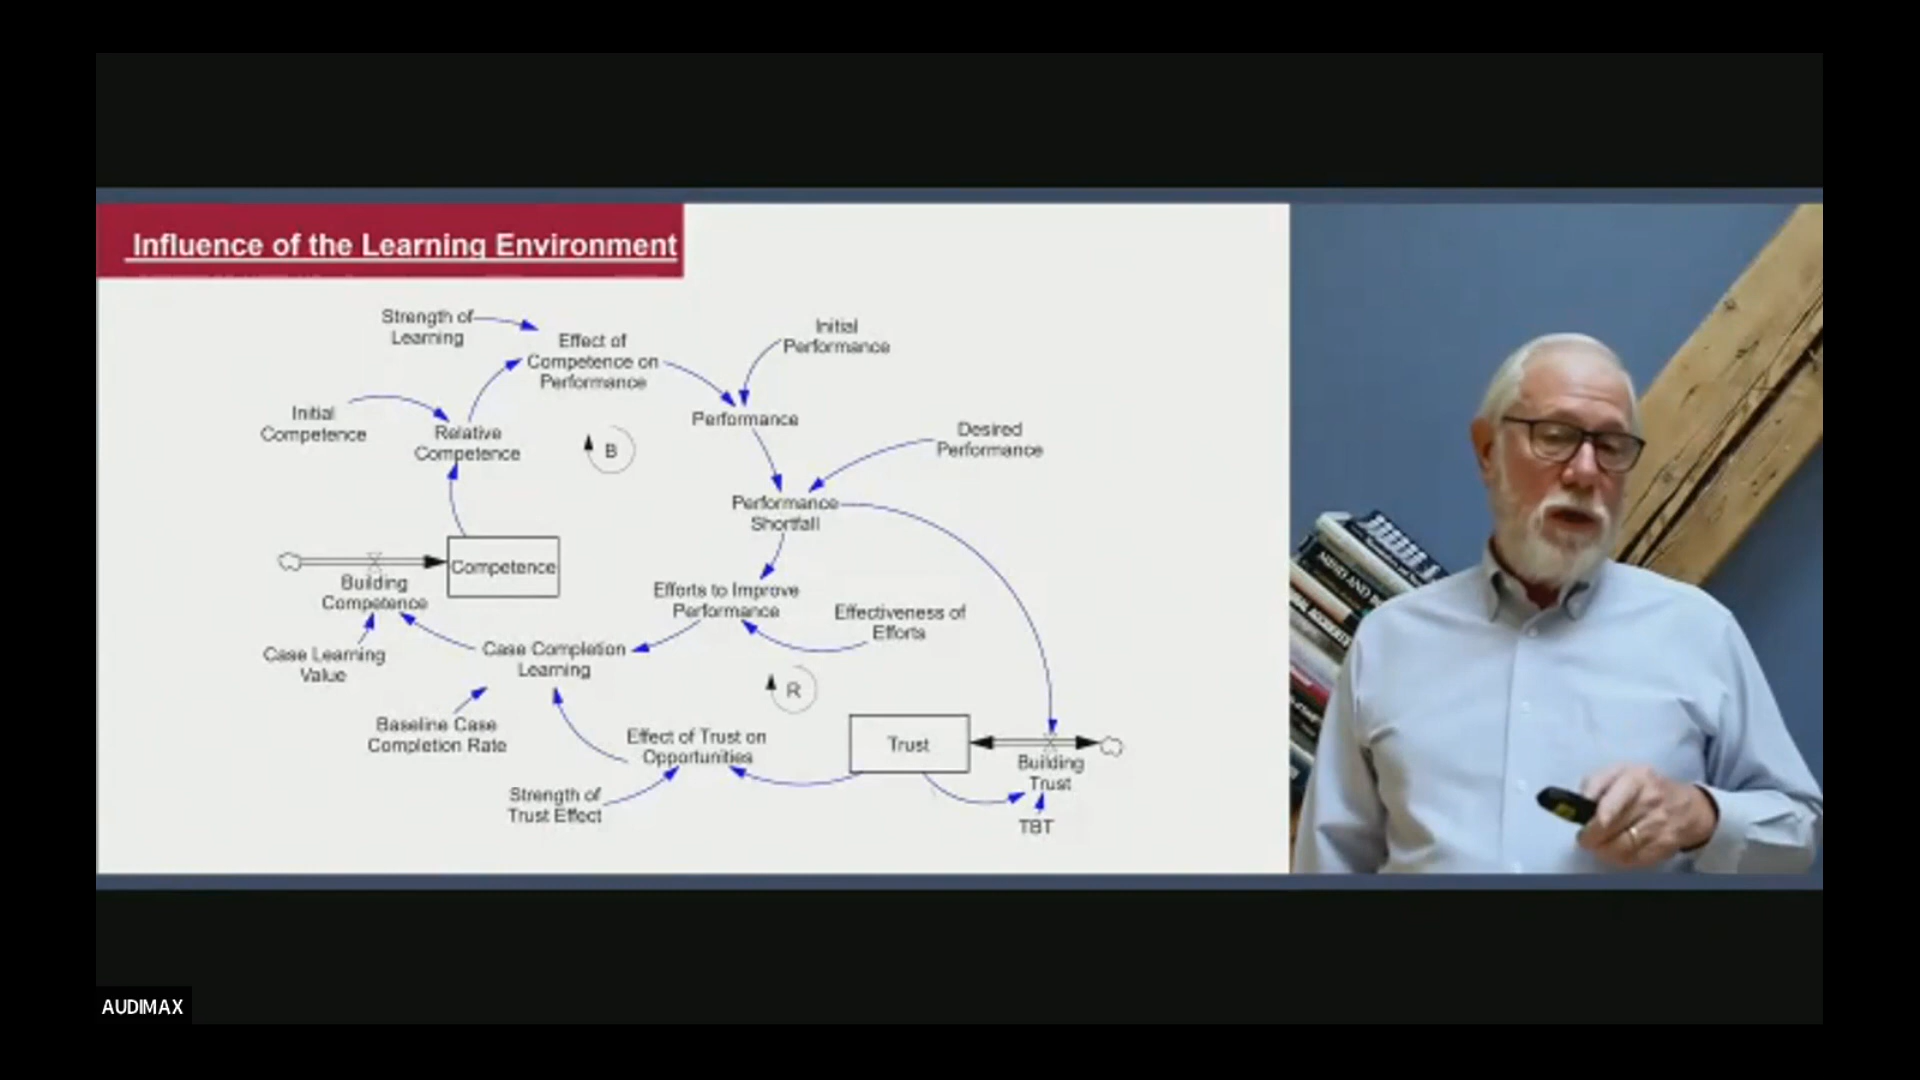 Influence of the Learning Environment
Strength of
Learning
Effect of
Competence on
Performance
Initial
Performance
Initial
Competence
Relative
Competence
B
Performance
Desired
Performance
Performance
Shortfall
Competence
Building
Competence
Efforts to Improve
Performance
Effectiveness of
Efforts
Case Learning
Value
Case Completion
Learning
R
Baseline Case
Completion Rate
Effect of Trust on
Opportunities
Trust
Building
Trust
Strength of
Trust Effect
TBT
AUDIMAX